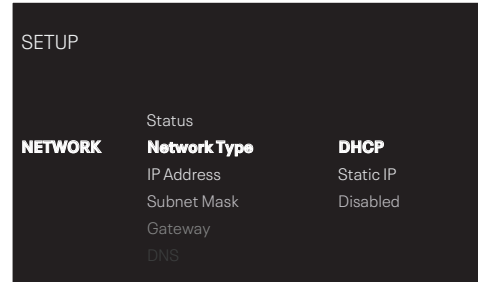 SETUP
Status
NETWORK Network Type DHCP
IP Address Static IP
Subnet Mask Disabled
Gateway
DNS